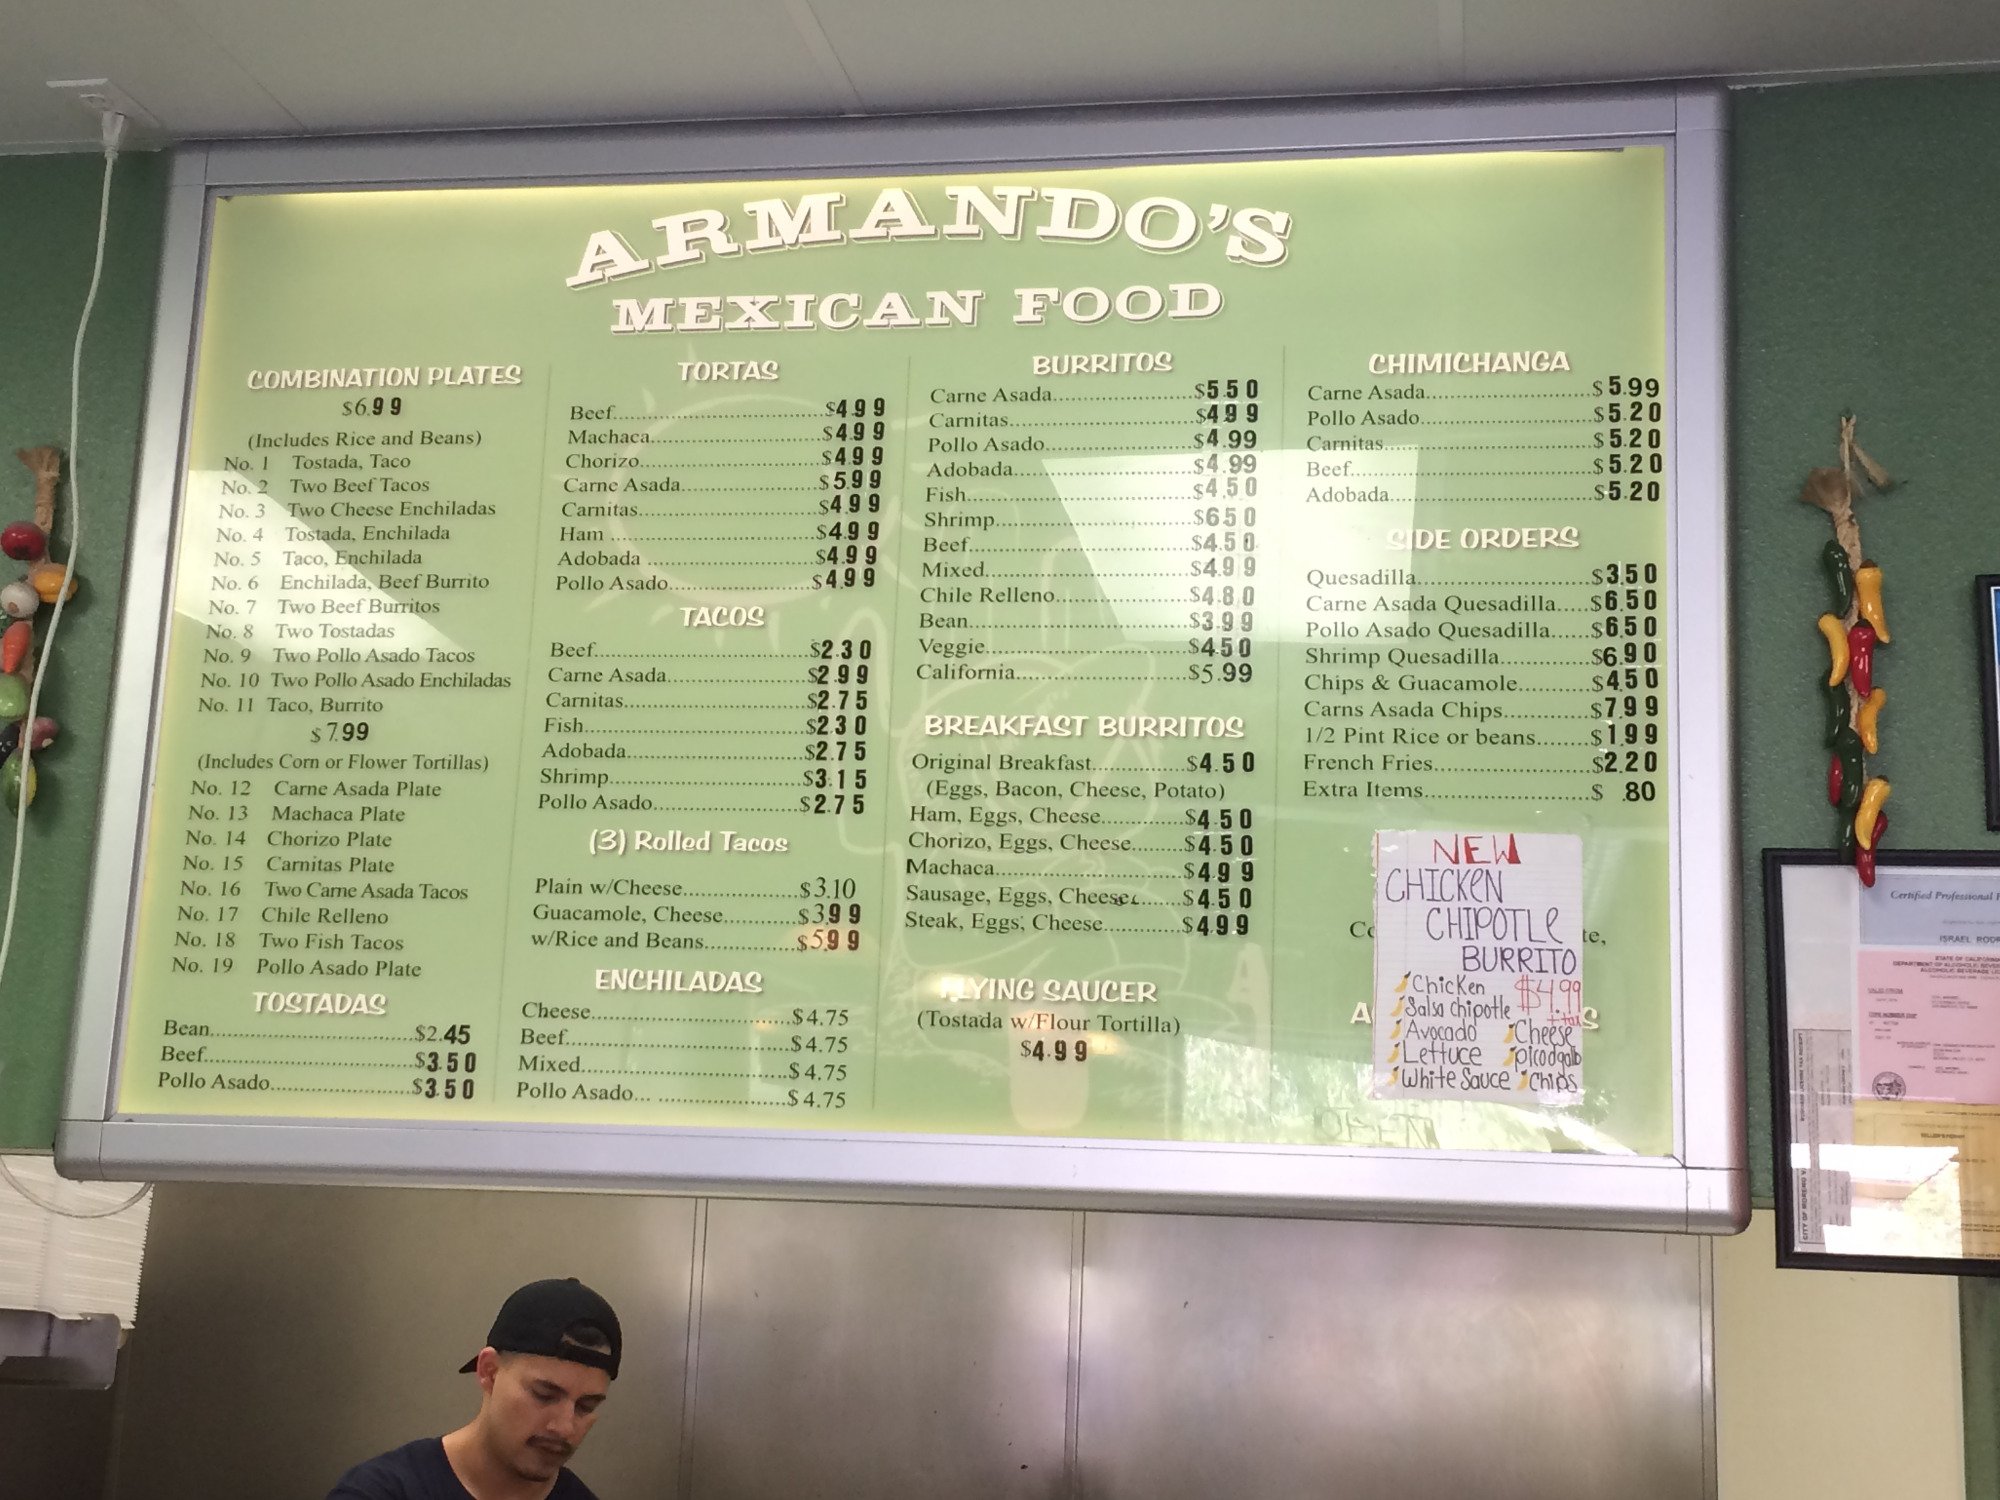 ARMANDO'S
MEXICAN FOOD
COMBINATION PLATES
$6.99
(Includes Rice and Beans)
No. 1 Tostada, Taco
No. 2 Two Beef Tacos
No. 3 Two Cheese Enchiladas
No. 4 Tostada, Enchilada
No. 5 Taco, Enchilada
No. 6 Enchilada, Beef Burrito
No. 7 Two Beef Burritos
No. 8 Two Tostadas
No. 9 Two Pollo Asado Tacos
No. 10 Two Pollo Asado Enchiladas
No. 11 Taco, Burrito
$7.99
(Includes Corn or Flower Tortillas)
No. 12 Carne Asada Plate
No. 13 Machaca Plate
No. 14 Chorizo Plate
No. 15 Carnitas Plate
No. 16 Two Carne Asada Tacos
No. 17 Chile Relleno
No. 18 Two Fish Tacos
No. 19 Pollo Asado Plate
TOSTADAS
Bean $2.45
Beef $3.50
Pollo Asado $3.50
TORTAS
Beef $4.99
Machaca $4.99
Chorizo $4.99
Carne Asada $5.99
Carnitas $4.99
Ham $4.99
Adobada $4.99
Pollo Asado $4.99
TACOS
Beef $2.30
Carne Asada $2.99
Carnitas $2.75
Fish $2.30
Adobada $2.75
Shrimp $3.15
Pollo Asado $2.75
(3) Rolled Tacos
Plain w/Cheese $3.10
Guacamole, Cheese $3.99
w/Rice and Beans $5.99
ENCHILADAS
Cheese $4.75
Beef $4.75
Mixed $4.75
Pollo Asado $4.75
BURRITOS
Carne Asada $5.50
Carnitas $4.99
Pollo Asado $4.99
Adobada $4.99
Fish $4.50
Shrimp $6.50
Beef $4.50
Mixed $4.99
Chile Relleno $4.80
Bean $3.99
Veggie $4.50
California $5.99
BREAKFAST BURRITOS
Original Breakfast $4.50
(Eggs, Bacon, Cheese, Potato)
Ham, Eggs, Cheese $4.50
Chorizo, Eggs, Cheese $4.50
Machaca $4.99
Sausage, Eggs, Cheese $4.50
Steak, Eggs, Cheese $4.99
FLYING SAUCER
(Tostada w/Flour Tortilla)
$4.99
CHIMICHANGA
Carne Asada $5.99
Pollo Asado $5.20
Carnitas $5.20
Beef $5.20
Adobada $5.20
SIDE ORDERS
Quesadilla $3.50
Carne Asada Quesadilla $6.50
Pollo Asado Quesadilla $6.50
Shrimp Quesadilla $6.90
Chips & Guacamole $4.50
Carns Asada Chips $7.99
1/2 Pint Rice or beans $1.99
French Fries $2.20
Extra Items $ .80
NEW
CHICKEN
CHIPOTLE
BURRITO
Chicken $4.99
Salsa chipotle + tax
Avocado Cheese
Lettuce picodgalb
White Sauce Chips
OPEN
Certified Professional
STATE OF CALIFORNIA